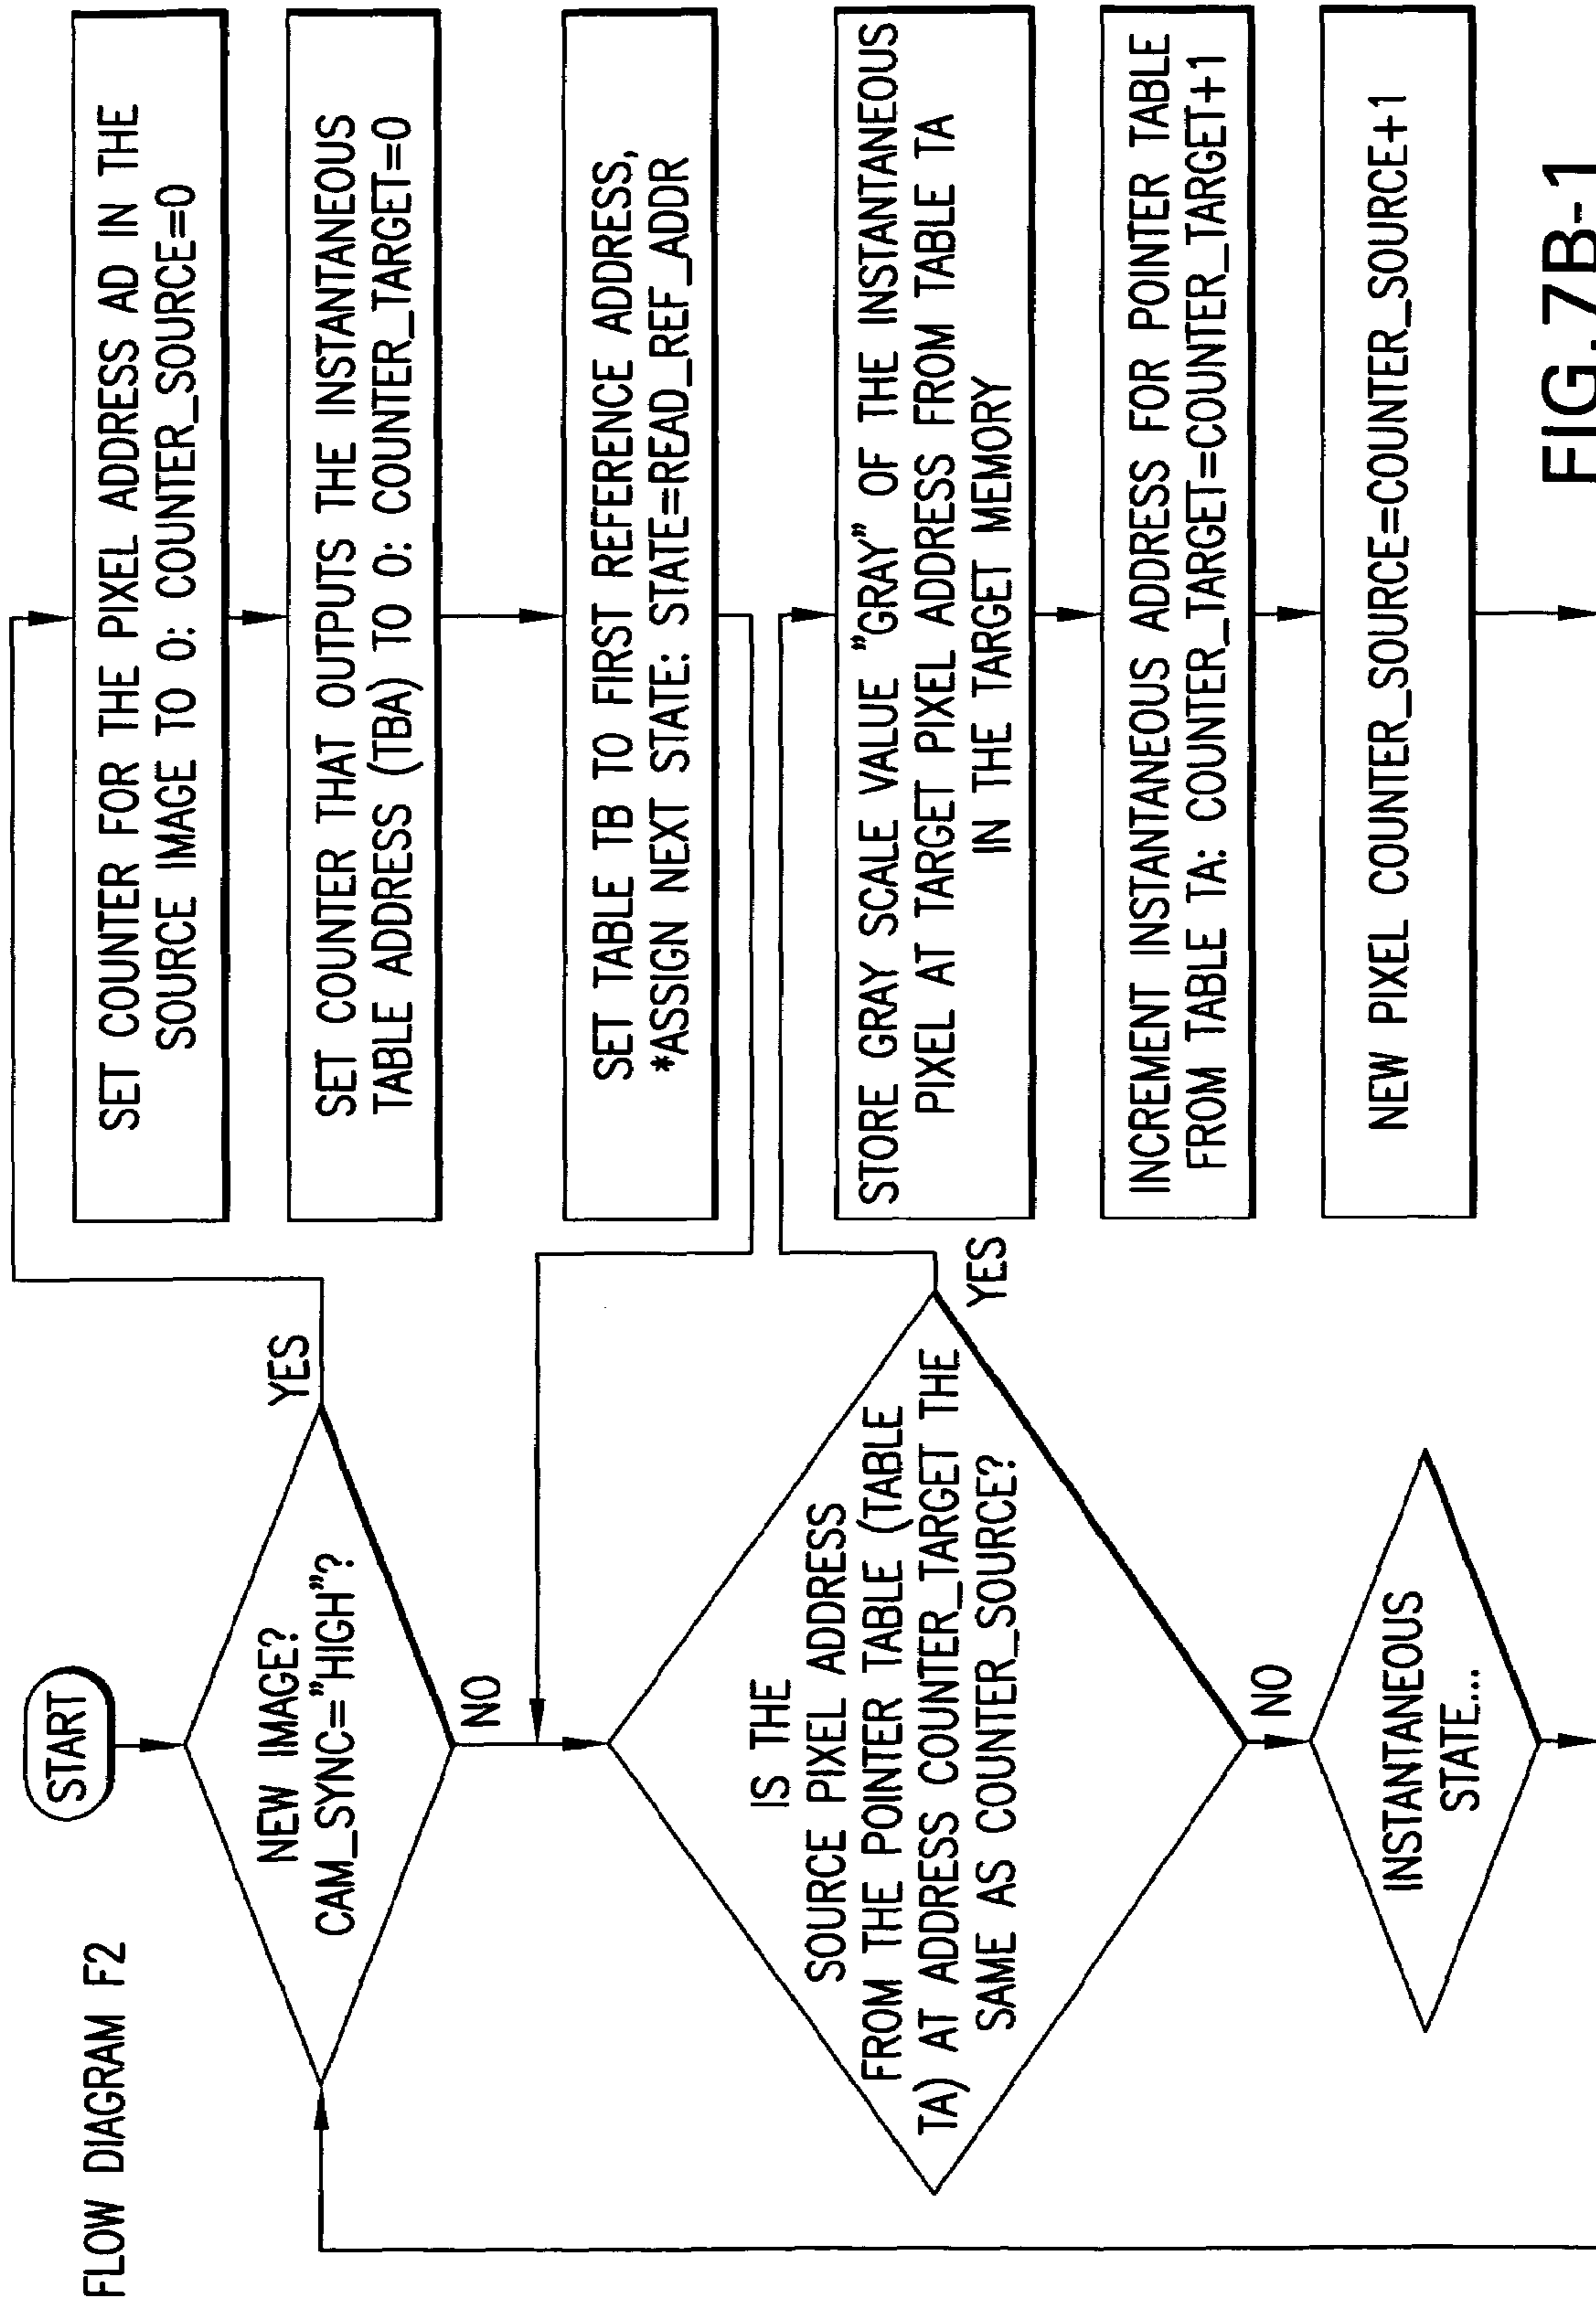 FLOW DIAGRAM F2
START
NEW IMAGE?
CAM_SYNC="HIGH"?
YES
NO
SET COUNTER FOR THE PIXEL ADDRESS AD IN THE
SOURCE IMAGE TO 0: COUNTER_SOURCE=0
SET COUNTER THAT OUTPUTS THE INSTANTANEOUS
TABLE ADDRESS (TBA) TO 0: COUNTER_TARGET=0
SET TABLE TB TO FIRST REFERENCE ADDRESS,
*ASSIGN NEXT STATE: STATE=READ_REF_ADDR
IS THE
SOURCE PIXEL ADDRESS
FROM THE POINTER TABLE (TABLE
TA) AT ADDRESS COUNTER_TARGET THE
SAME AS COUNTER_SOURCE?
YES
NO
STORE GRAY SCALE VALUE "GRAY" OF THE INSTANTANEOUS
PIXEL AT TARGET PIXEL ADDRESS FROM TABLE TA
IN THE TARGET MEMORY
INCREMENT INSTANTANEOUS ADDRESS FOR POINTER TABLE
FROM TABLE TA: COUNTER_TARGET=COUNTER_TARGET+1
NEW PIXEL COUNTER_SOURCE=COUNTER_SOURCE+1
INSTANTANEOUS
STATE...
FIG.7B-1